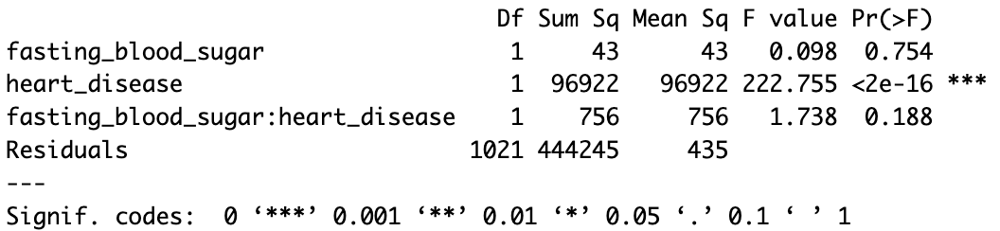 Df Sum Sq Mean Sq F value Pr(>F)
fasting_blood_sugar 1 43 43 0.098 0.754
heart_disease 1 96922 96922 222.755 <2e-16 ***
fasting_blood_sugar:heart_disease 1 756 756 1.738 0.188
Residuals 1021 444245 435
---
Signif. codes: 0 ‘***’ 0.001 ‘**’ 0.01 ‘*’ 0.05 ‘.’ 0.1 ‘ ’ 1